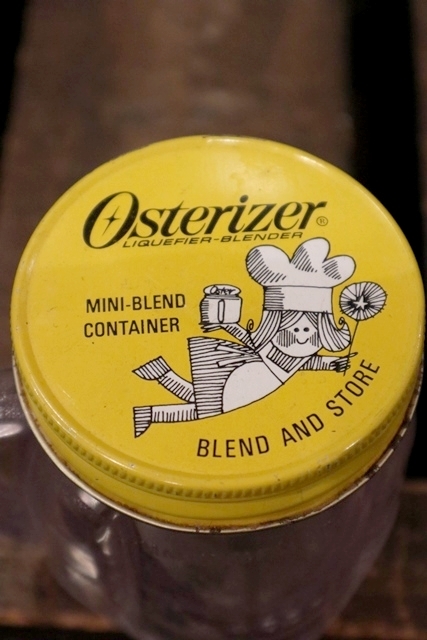 Osterizer®
LIQUEFIER-BLENDER
MINI-BLEND
CONTAINER
BLEND AND STORE